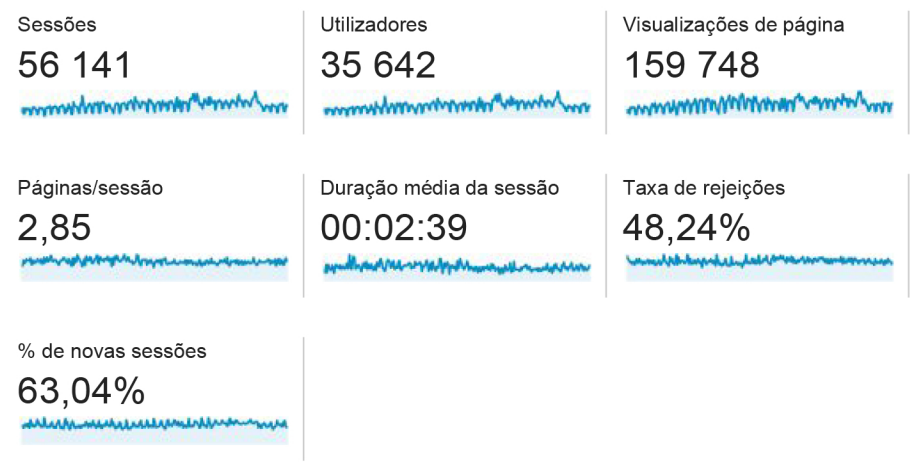 Sessões
56 141
Utilizadores
35 642
Visualizações de página
159 748
Páginas/sessão
2,85
Duração média da sessão
00:02:39
Taxa de rejeições
48,24%
% de novas sessões
63,04%